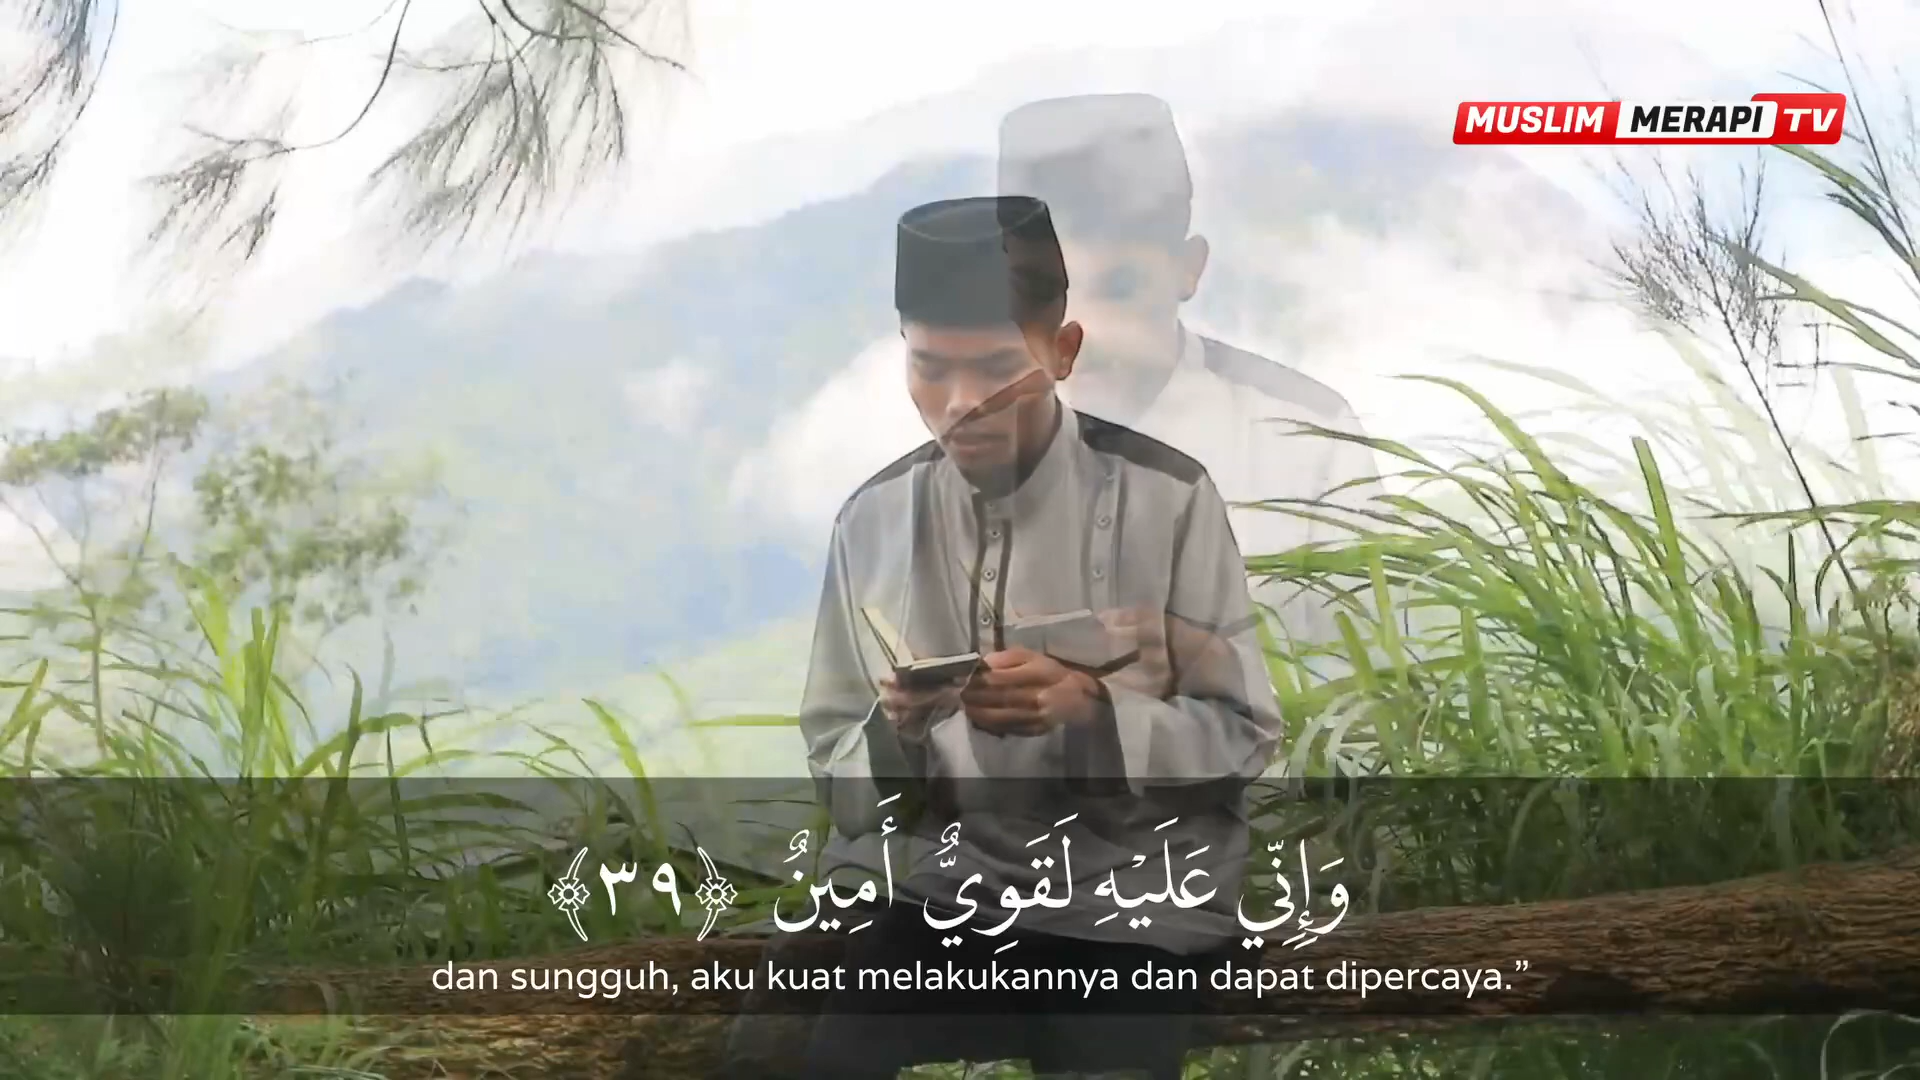 MUSLIM MERAPI TV
وَإِنِّي عَلَيْهِ لَقَوِيٌّ أَمِينٌ ﴿٣٩﴾
dan sungguh, aku kuat melakukannya dan dapat dipercaya.”